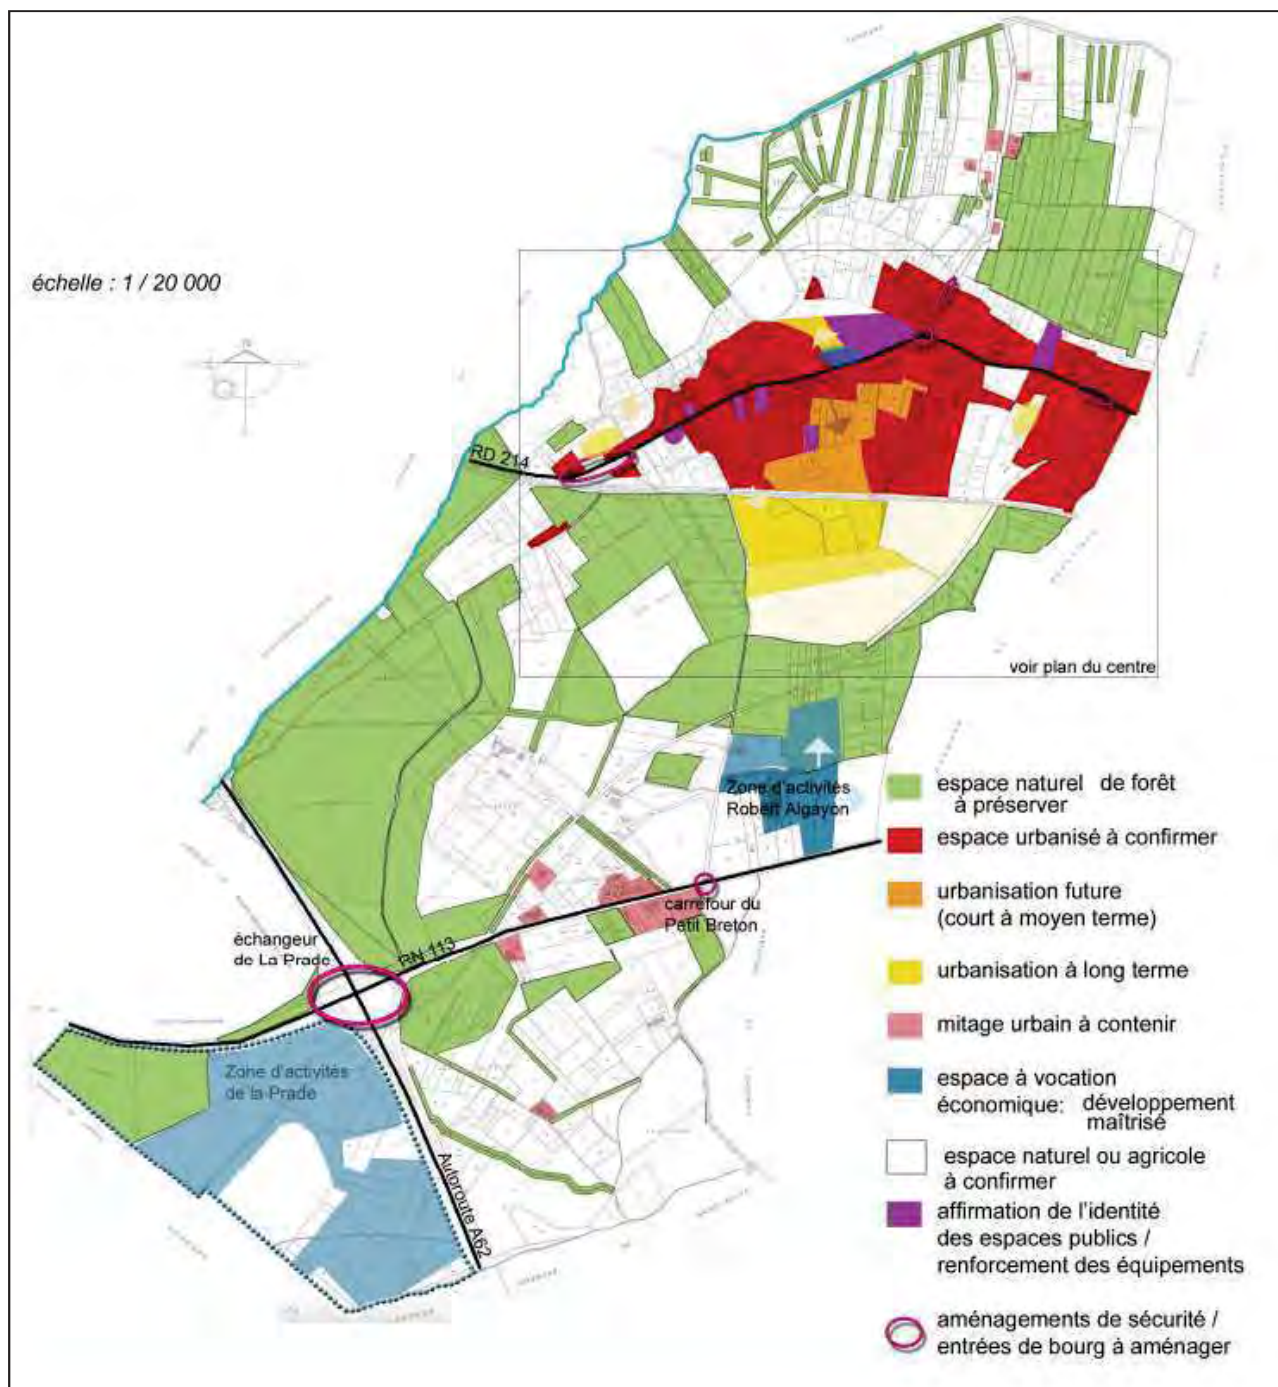 échelle : 1 / 20 000
RD 214
voir plan du centre
Zone d'activités
Robert Algayon
carrefour du
Petit Breton
échangeur
de La Prade
RN 113
Zone d'activités
de la Prade
Autoroute A62
espace naturel de forêt
à préserver
espace urbanisé à confirmer
urbanisation future
(court à moyen terme)
urbanisation à long terme
mitage urbain à contenir
espace à vocation
économique: développement
maîtrisé
espace naturel ou agricole
à confirmer
affirmation de l'identité
des espaces publics /
renforcement des équipements
aménagements de sécurité /
entrées de bourg à aménager